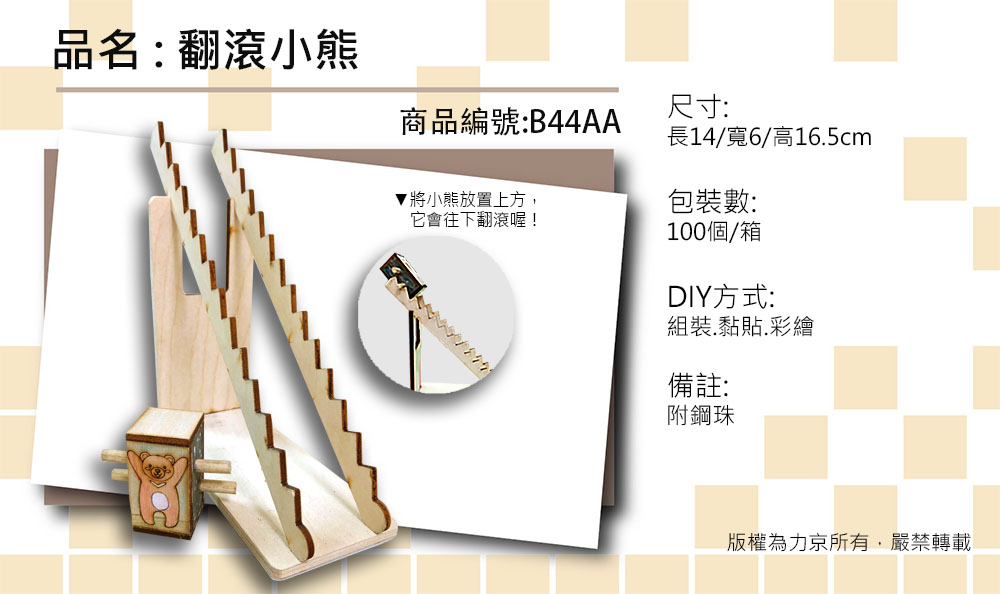 品名:翻滾小熊
商品編號:B44AA
▼將小熊放置上方，
它會往下翻滾喔！
尺寸:
長14/寬6/高16.5cm
包裝數:
100個/箱
DIY方式:
組裝.黏貼.彩繪
備註:
附鋼珠
版權為力京所有，嚴禁轉載